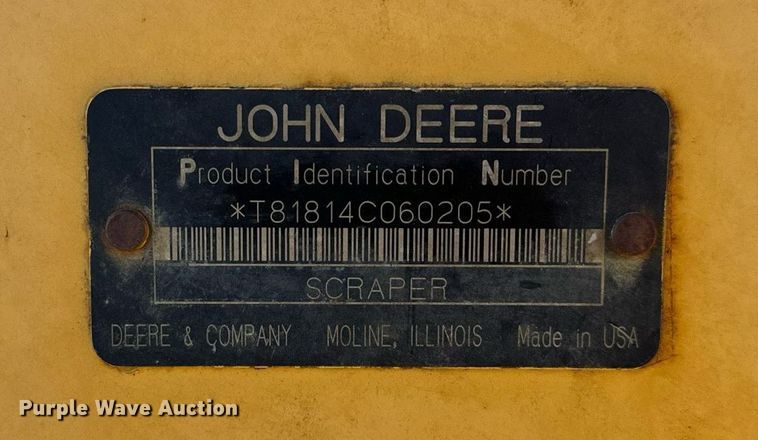 JOHN DEERE
Product Identification Number
*T81814C060205*
SCRAPER
DEERE & COMPANY MOLINE, ILLINOIS Made in USA
Purple Wave Auction